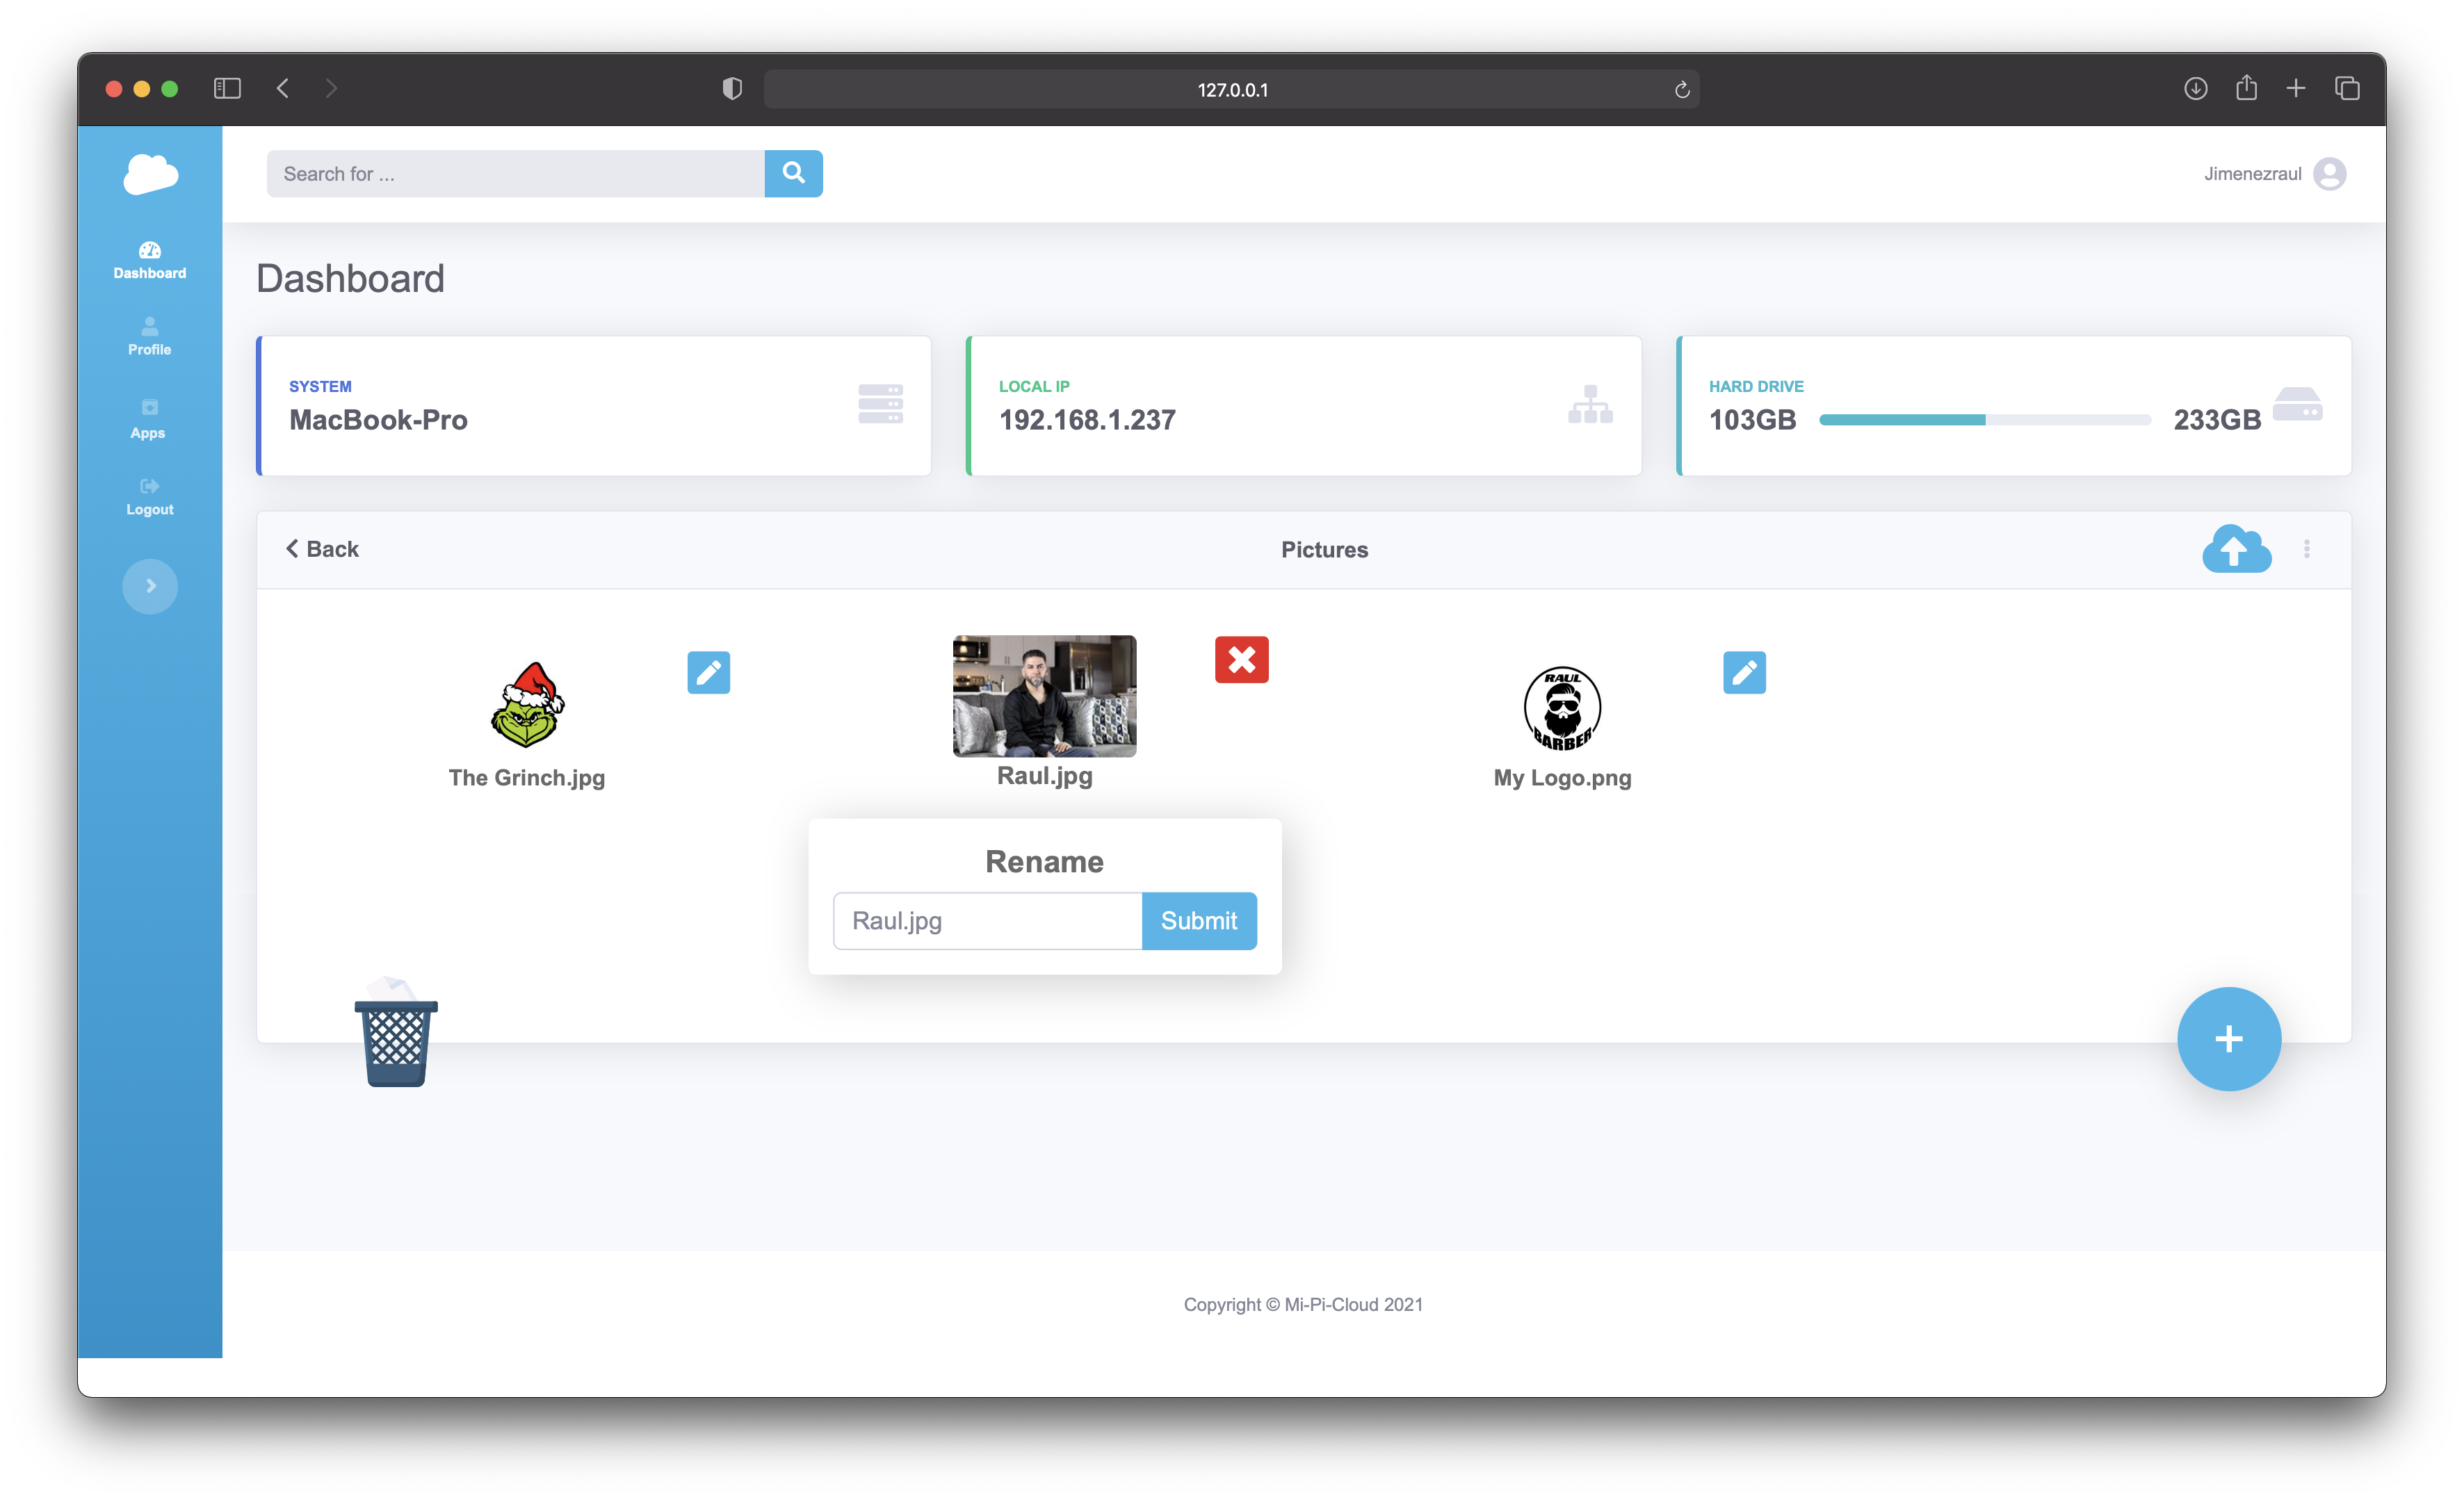 127.0.0.1
Search for ...
Jimenezraul
Dashboard
Profile
Apps
Logout
Dashboard
SYSTEM
MacBook-Pro
LOCAL IP
192.168.1.237
HARD DRIVE
103GB 233GB
Back
Pictures
RAUL
BARBER
The Grinch.jpg
Raul.jpg
My Logo.png
Rename
Raul.jpg
Submit
Copyright © Mi-Pi-Cloud 2021